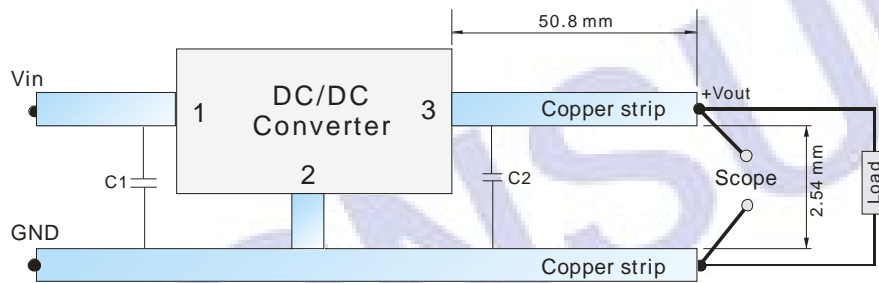 50.8 mm
Vin
+Vout
1
DC/DC
Converter
3
Copper strip
C1
2
C2
Scope
2.54 mm
Load
GND
Copper strip